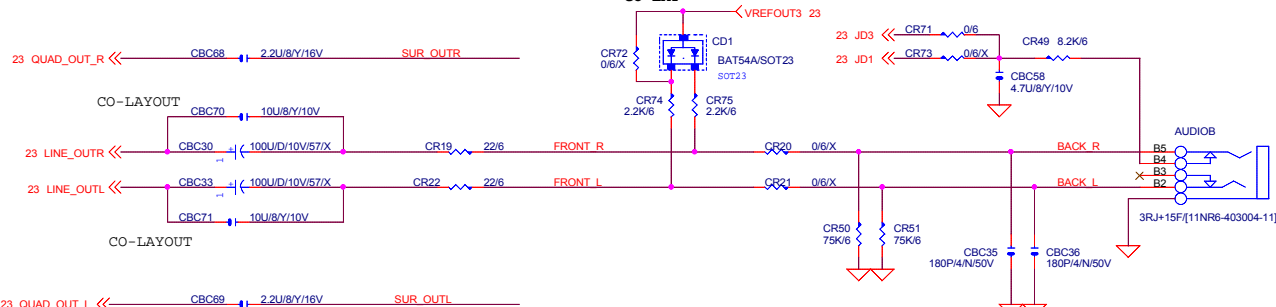 VREFOUT3 23
23 JD3
CR71
0/6
CR49 8.2K/6
CBC68
2.2U/8/Y/16V
SUR_OUTR
23 QUAD_OUT_R
CR72
0/6/X
CD1
BAT54A/SOT23
SOT23
23 JD1
CR73
0/6/X
CBC58
4.7U/8/Y/10V
CO-LAYOUT
CBC70
10U/8/Y/10V
CR74
2.2K/6
CR75
2.2K/6
AUDIOB
23 LINE_OUTR
CBC30
+
1
100U/D/10V/57/X
CR19
22/6
FRONT_R
CR20
0/6/X
BACK_R
B5
B4
B3
B2
23 LINE_OUTL
CBC33
+
1
100U/D/10V/57/X
CR22
22/6
FRONT_L
CR21
0/6/X
BACK_L
CBC71
10U/8/Y/10V
3RJ+15F/[11NR6-403004-11]
CO-LAYOUT
CR50
75K/6
CR51
75K/6
CBC35
180P/4/N/50V
CBC36
180P/4/N/50V
23 QUAD_OUT_L
CBC69
2.2U/8/Y/16V
SUR_OUTL